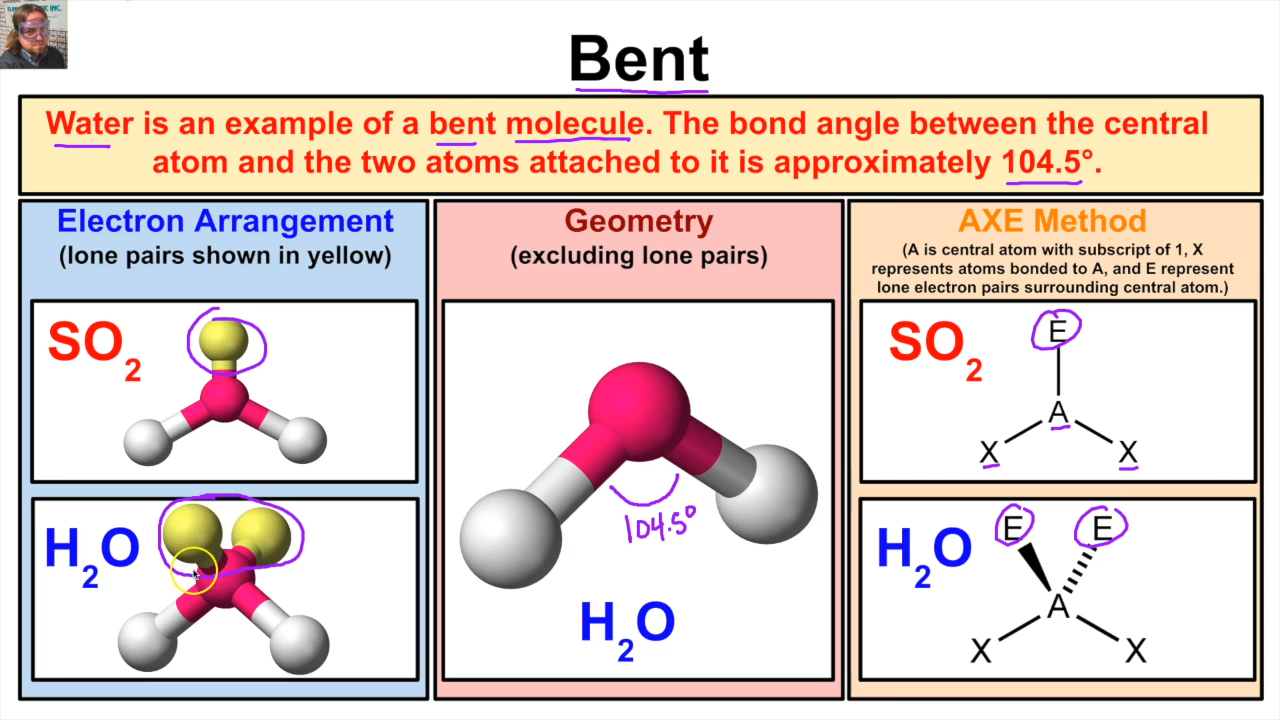 Bent
Water is an example of a bent molecule. The bond angle between the central
atom and the two atoms attached to it is approximately 104.5°.
Electron Arrangement
(lone pairs shown in yellow)
SO₂
H₂O
Geometry
(excluding lone pairs)
104.5°
H₂O
AXE Method
(A is central atom with subscript of 1, X
represents atoms bonded to A, and E represent
lone electron pairs surrounding central atom.)
SO₂
E
A
X X
H₂O
E E
A
X X